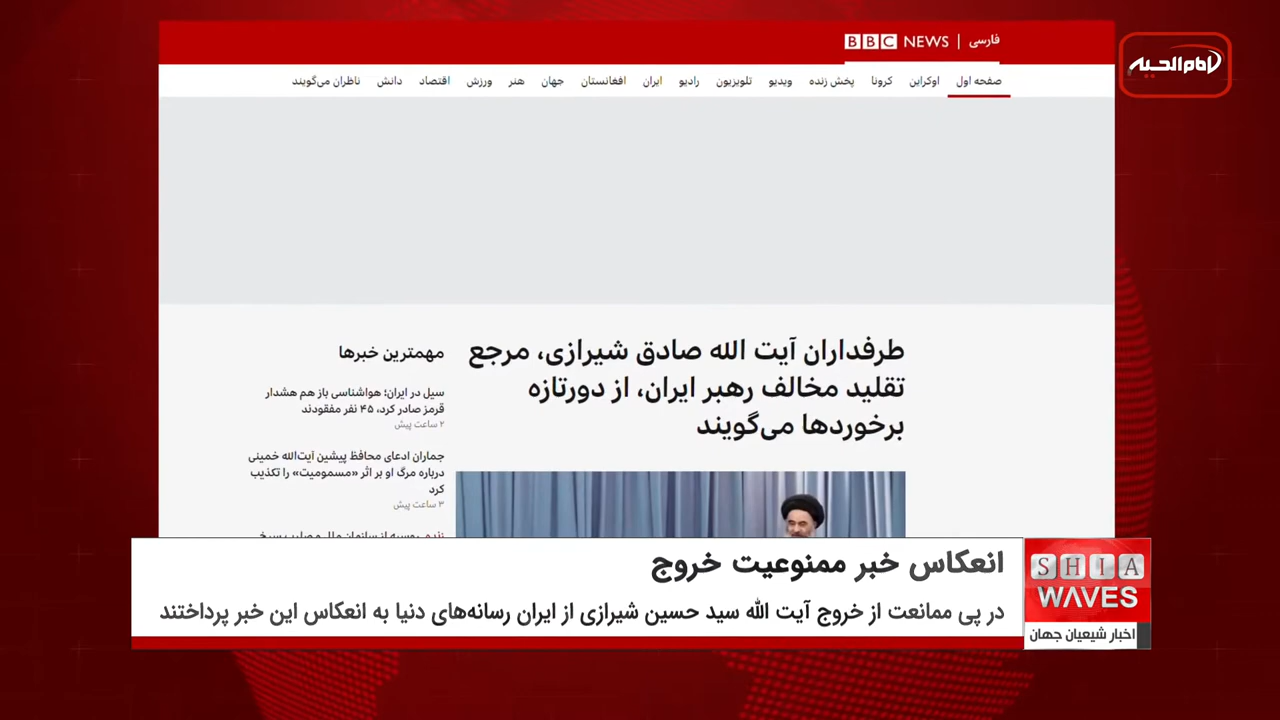 BBC NEWS | فارسی
امام الحسین
صفحه اول اوکراین کرونا پخش زنده ویدیو تلویزیون رادیو ایران افغانستان جهان هنر ورزش اقتصاد دانش ناظران می‌گویند
طرفداران آیت الله صادق شیرازی، مرجع
تقلید مخالف رهبر ایران، از دورتازه
برخوردها می‌گویند
مهمترین خبرها
سیل در ایران؛ هواشناسی باز هم هشدار
قرمز صادر کرد، ۴۵ نفر مفقودند
۲ ساعت پیش
جماران ادعای محافظ پیشین آیت‌الله خمینی
درباره مرگ او بر اثر «مسمومیت» را تکذیب
کرد
۳ ساعت پیش
انعکاس خبر ممنوعیت خروج
در پی ممانعت از خروج آیت الله سید حسین شیرازی از ایران رسانه‌های دنیا به انعکاس این خبر پرداختند
SHIA
WAVES
اخبار شیعیان جهان